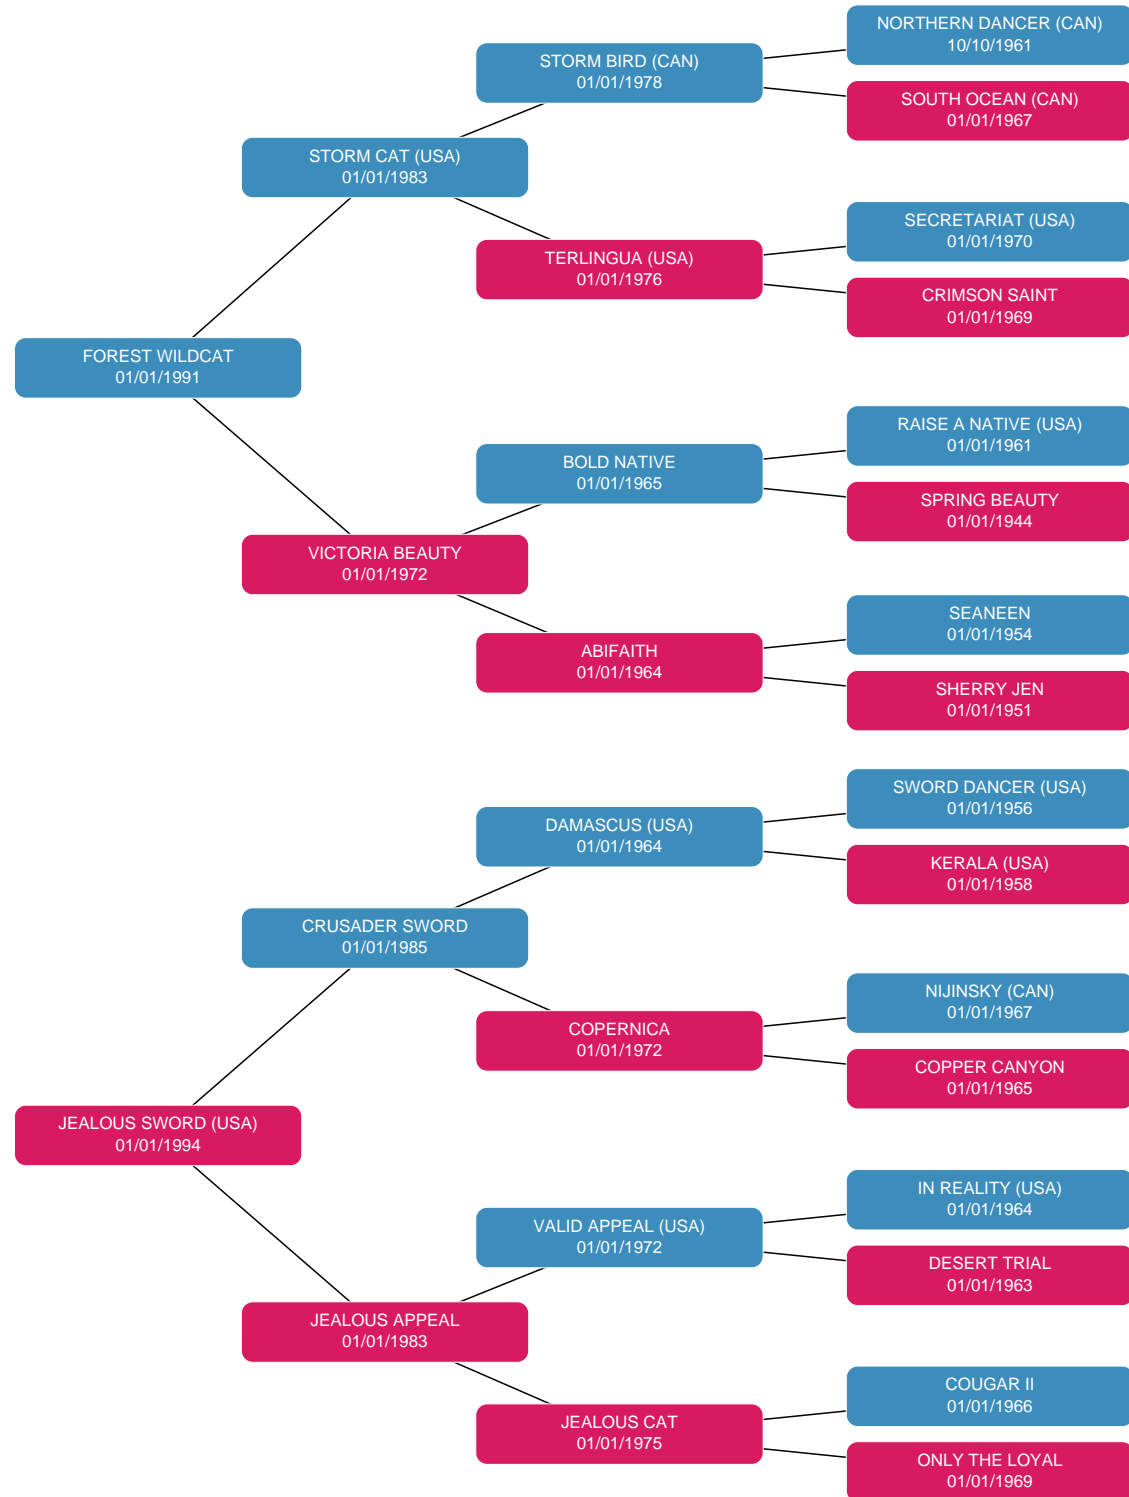 NORTHERN DANCER (CAN)
10/10/1961
STORM BIRD (CAN)
01/01/1978
SOUTH OCEAN (CAN)
01/01/1967
STORM CAT (USA)
01/01/1983
SECRETARIAT (USA)
01/01/1970
TERLINGUA (USA)
01/01/1976
CRIMSON SAINT
01/01/1969
FOREST WILDCAT
01/01/1991
RAISE A NATIVE (USA)
01/01/1961
BOLD NATIVE
01/01/1965
SPRING BEAUTY
01/01/1944
VICTORIA BEAUTY
01/01/1972
SEANEEN
01/01/1954
ABIFAITH
01/01/1964
SHERRY JEN
01/01/1951
SWORD DANCER (USA)
01/01/1956
DAMASCUS (USA)
01/01/1964
KERALA (USA)
01/01/1958
CRUSADER SWORD
01/01/1985
NIJINSKY (CAN)
01/01/1967
COPERNICA
01/01/1972
COPPER CANYON
01/01/1965
JEALOUS SWORD (USA)
01/01/1994
IN REALITY (USA)
01/01/1964
VALID APPEAL (USA)
01/01/1972
DESERT TRIAL
01/01/1963
JEALOUS APPEAL
01/01/1983
COUGAR II
01/01/1966
JEALOUS CAT
01/01/1975
ONLY THE LOYAL
01/01/1969